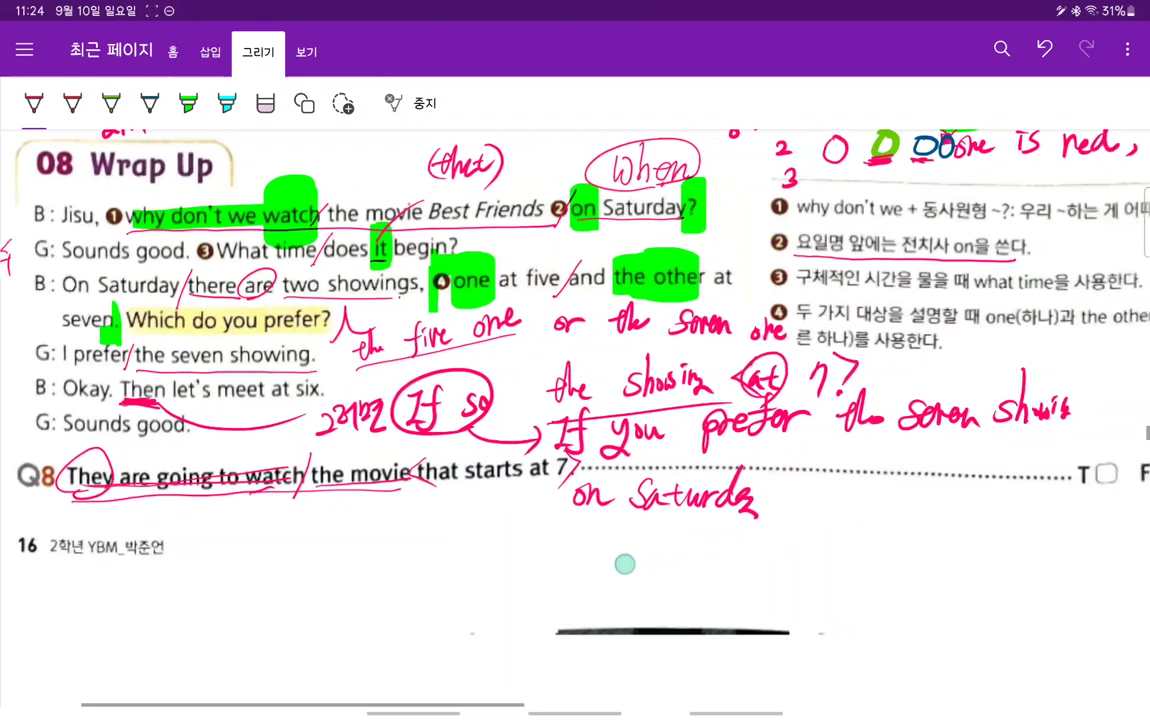 11:24 9월 10일 일요일 31%
최근 페이지 홈 삽입 그리기 보기
중지
2
3
one is red,
08 Wrap Up
(that)
When
B: Jisu, ❶why don't we watch the movie Best Friends ❷on Saturday?
G: Sounds good. ❸What time does it begin?
B: On Saturday there are two showings, ❹one at five and the other at
seven. Which do you prefer?
the five one or the seven one
G: I prefer the seven showing.
the showing at 7?
B: Okay. Then let's meet at six.
그러면 If so
If you prefer the seven
G: Sounds good.
Q8 They are going to watch the movie that starts at 7. T F
on Saturday
16 2학년 YBM_박준언
❶ why don't we + 동사원형 ~?: 우리 ~하는 게 어때
❷ 요일명 앞에는 전치사 on을 쓴다.
❸ 구체적인 시간을 물을 때 what time을 사용한다.
❹ 두 가지 대상을 설명할 때 one(하나)과 the other
른 하나)를 사용한다.